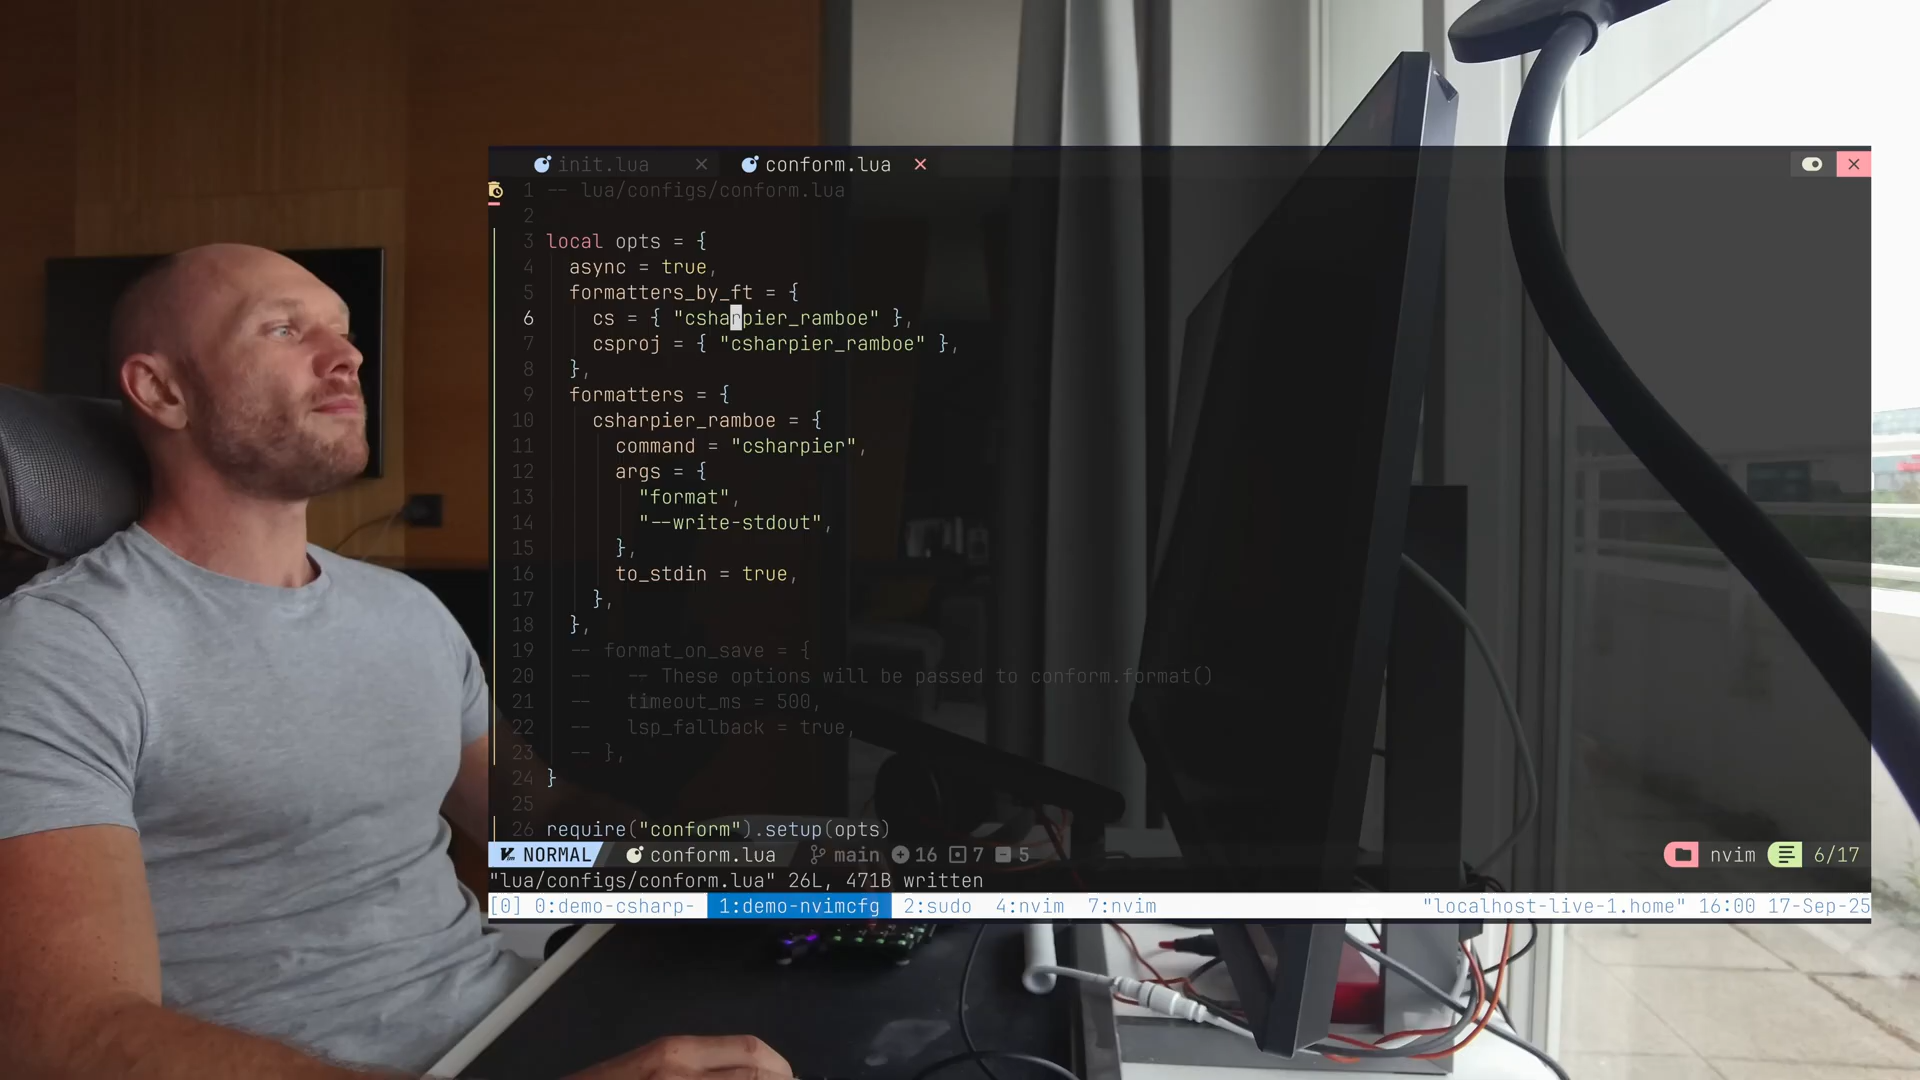 init.lua × conform.lua ×
1 -- lua/configs/conform.lua
2
3 local opts = {
4 async = true,
5 formatters_by_ft = {
6 cs = { "csharpier_ramboe" },
7 csproj = { "csharpier_ramboe" },
8 },
9 formatters = {
10 csharpier_ramboe = {
11 command = "csharpier",
12 args = {
13 "format",
14 "--write-stdout",
15 },
16 to_stdin = true,
17 },
18 },
19 -- format_on_save = {
20 -- -- These options will be passed to conform.format()
21 -- timeout_ms = 500,
22 -- lsp_fallback = true,
23 -- },
24 }
25
26 require("conform").setup(opts)
NORMAL conform.lua main 16 7 5 nvim 6/17
"lua/configs/conform.lua" 26L, 471B written
[0] 0:demo-csharp- 1:demo-nvimcfg 2:sudo 4:nvim 7:nvim "localhost-live-1.home" 16:00 17-Sep-25